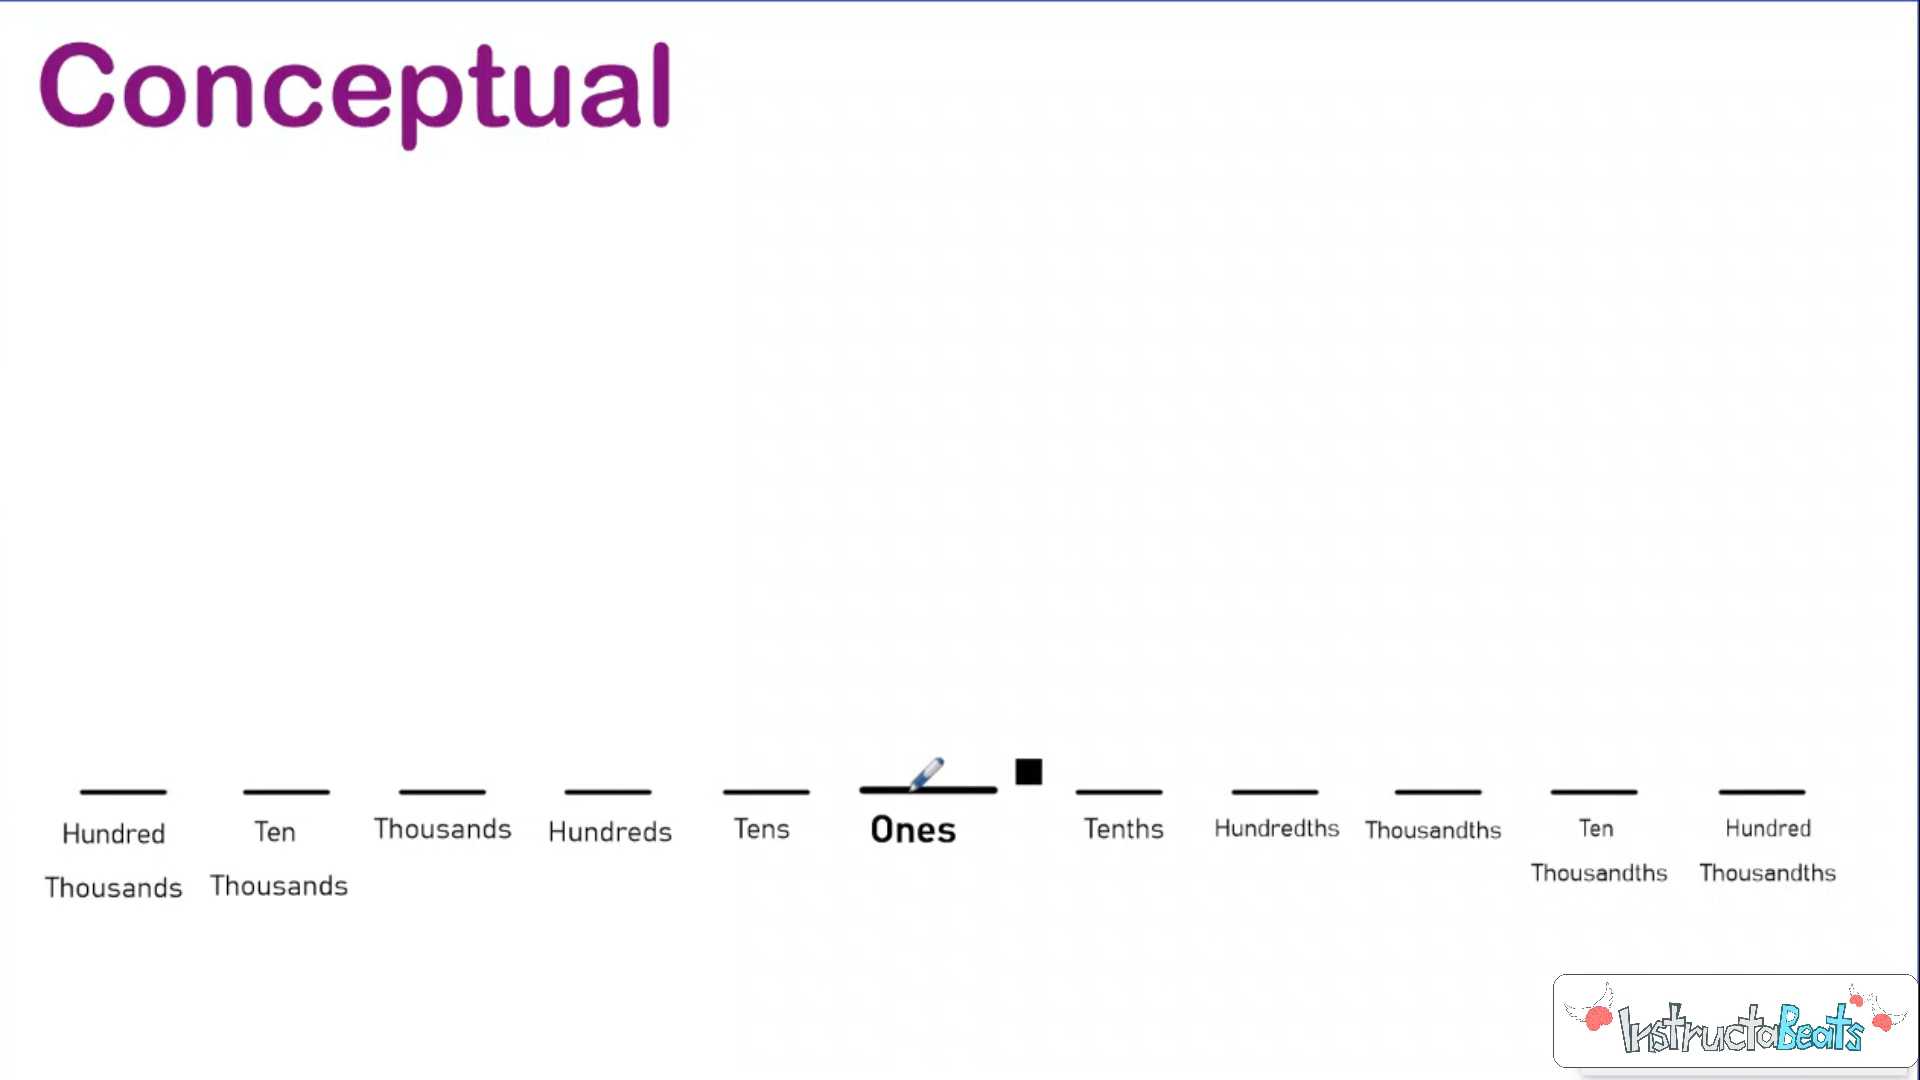 Conceptual
Hundred Ten Thousands Hundreds Tens Ones Tenths Hundredths Thousandths Ten Hundred
Thousands Thousands Thousandths Thousandths
InstructaBeats